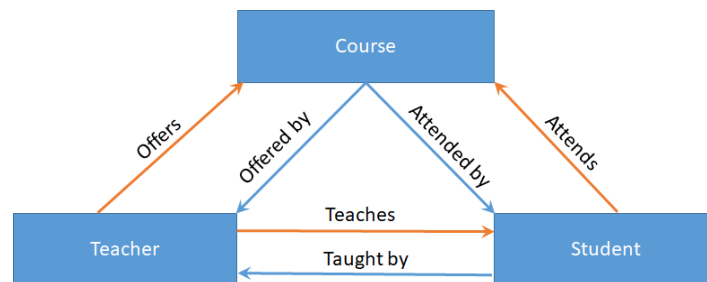 Course
Offers
Offered by
Attended by
Attends
Teaches
Teacher
Student
Taught by